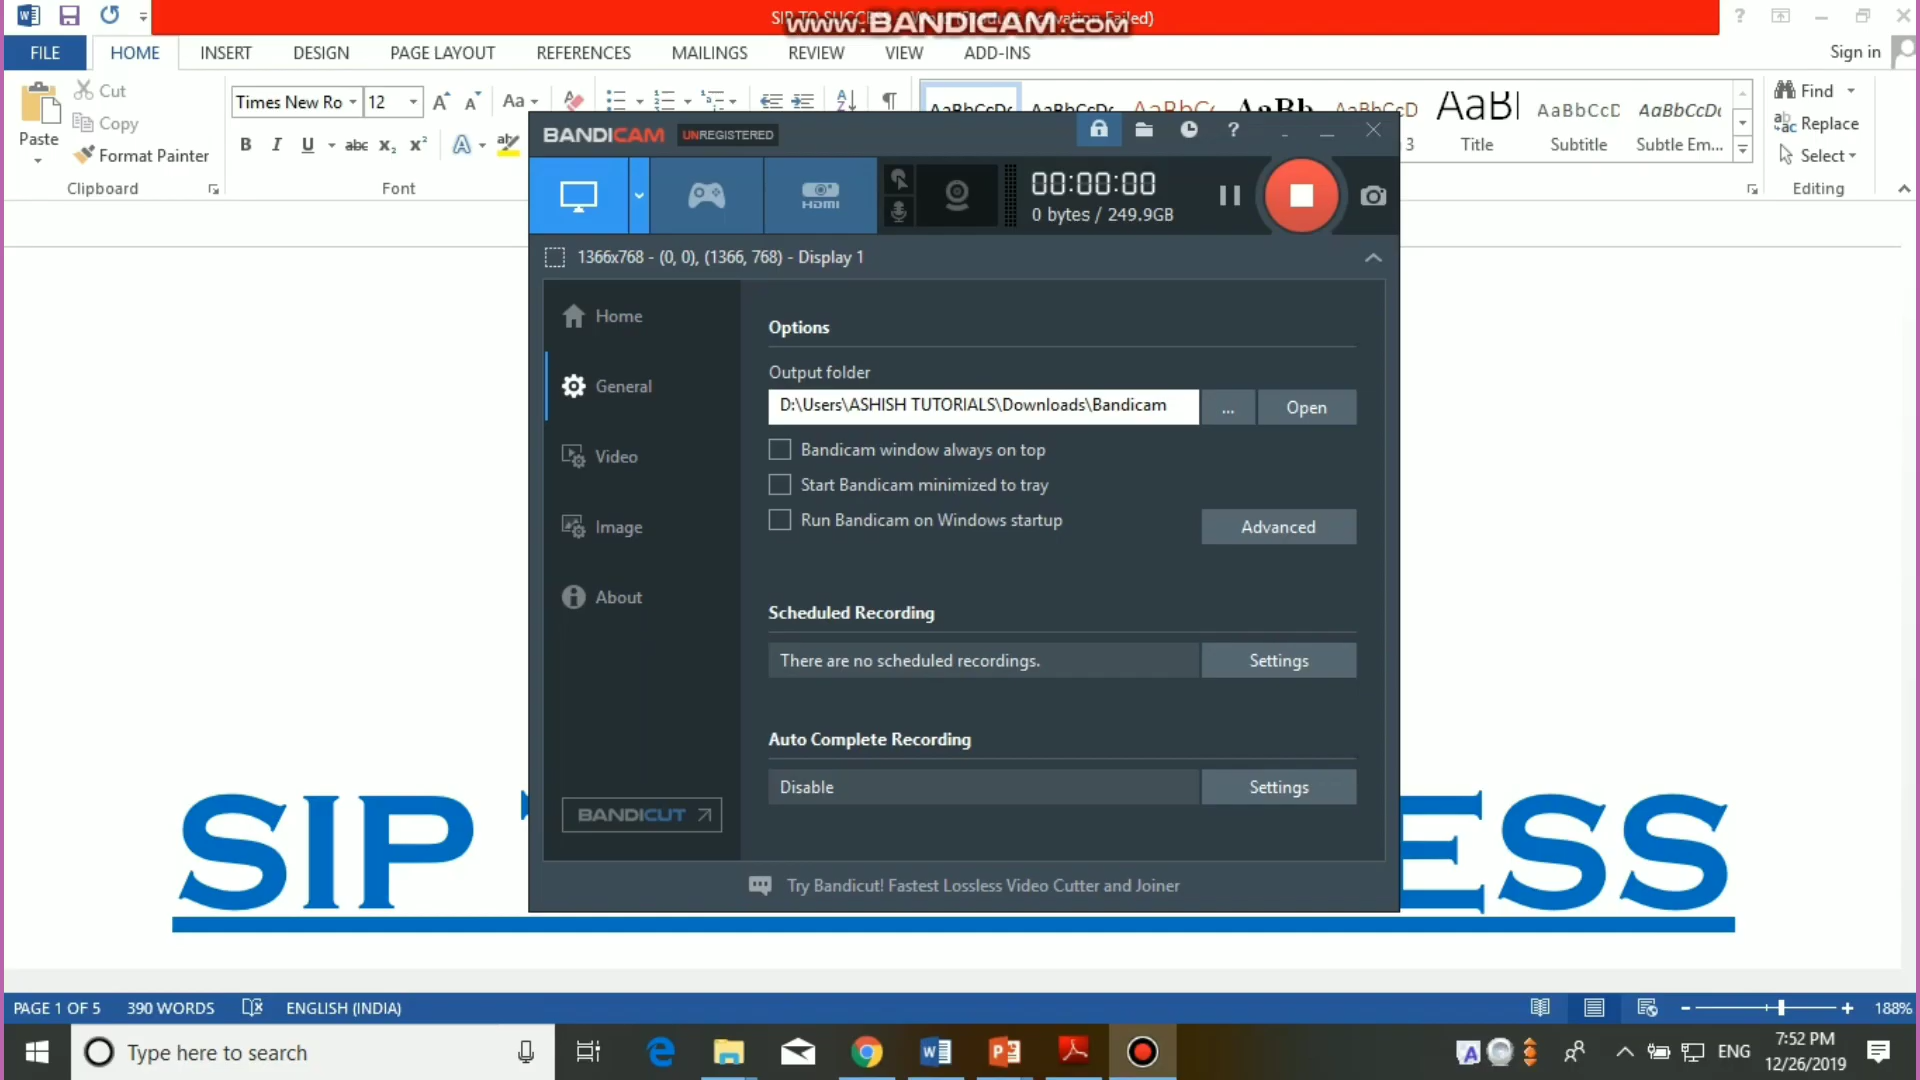 www.BANDICAM.com
FILE HOME INSERT DESIGN PAGE LAYOUT REFERENCES MAILINGS REVIEW VIEW ADD-INS Sign in
Paste
Cut
Copy
Format Painter
Clipboard
Times New Ro 12
Font
Title
Subtitle
Subtle Em...
Find
Replace
Select
Editing
BANDICAM UNREGISTERED
HDMI
00:00:00
0 bytes / 249.9GB
1366x768 - (0, 0), (1366, 768) - Display 1
Home
General
Video
Image
About
BANDICUT
Options
Output folder
D:\Users\ASHISH TUTORIALS\Downloads\Bandicam ... Open
Bandicam window always on top
Start Bandicam minimized to tray
Run Bandicam on Windows startup
Advanced
Scheduled Recording
There are no scheduled recordings. Settings
Auto Complete Recording
Disable Settings
Try Bandicut! Fastest Lossless Video Cutter and Joiner
SIP ESS
PAGE 1 OF 5 390 WORDS ENGLISH (INDIA) 188%
Type here to search
ENG
7:52 PM
12/26/2019